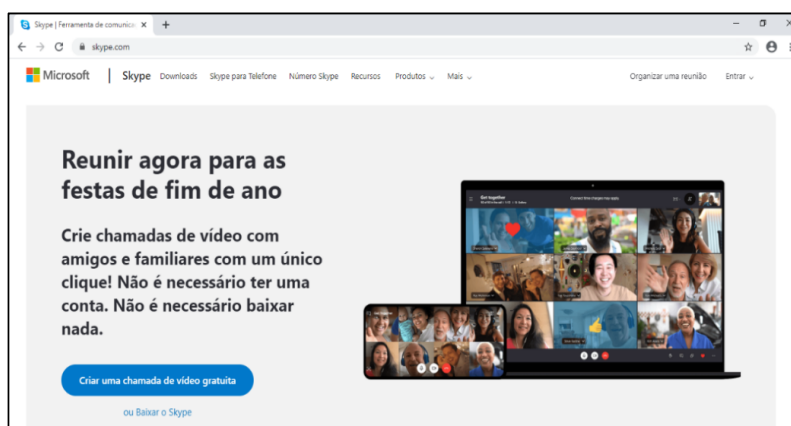 Skype | Ferramenta de comunica
skype.com
Microsoft | Skype Downloads Skype para Telefone Número Skype Recursos Produtos Mais Organizar uma reunião Entrar
Reunir agora para as
festas de fim de ano
Crie chamadas de vídeo com
amigos e familiares com um único
clique! Não é necessário ter uma
conta. Não é necessário baixar
nada.
Criar uma chamada de vídeo gratuita
ou Baixar o Skype
Get together